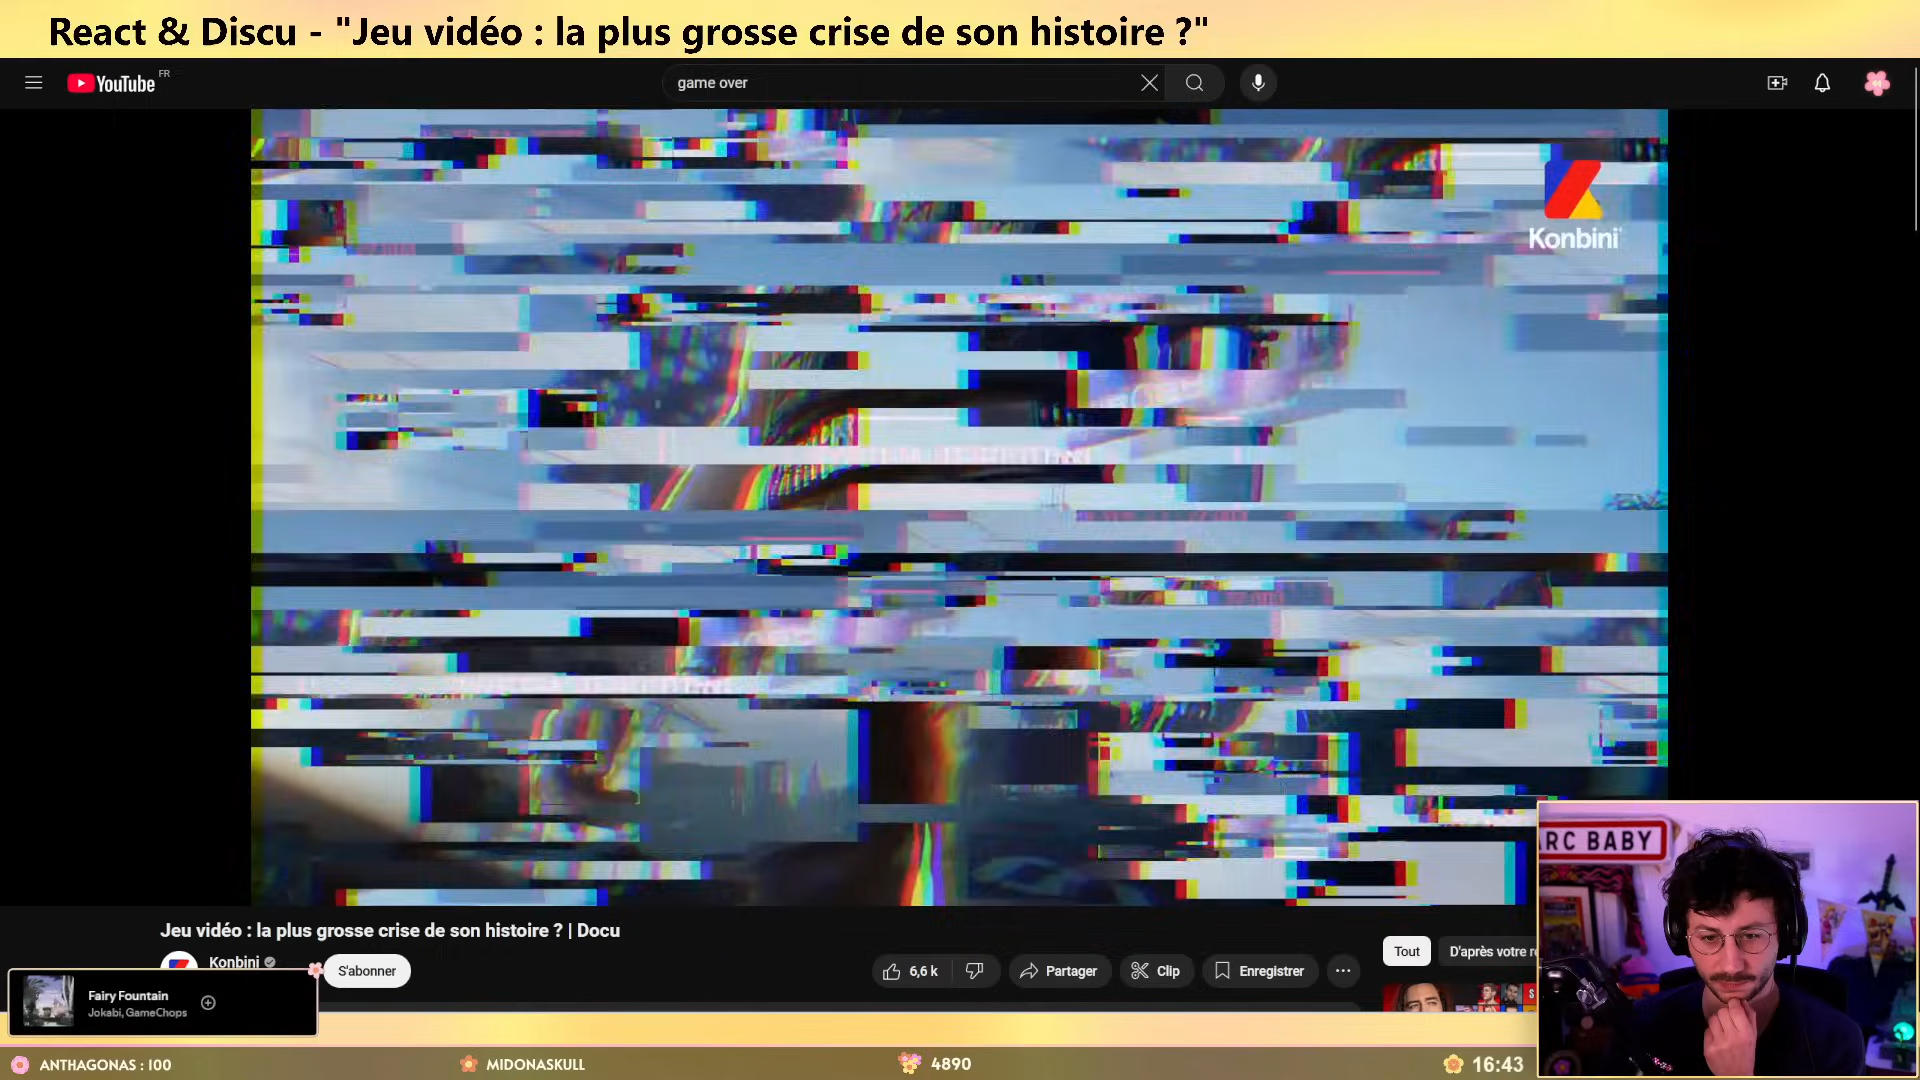 React & Discu - "Jeu vidéo : la plus grosse crise de son histoire ?"
YouTube FR
game over
Konbini
Jeu vidéo : la plus grosse crise de son histoire ? | Docu
Konbini
S'abonner
6,6 k
Partager
Clip
Enregistrer
Tout
D'après votre re
RC BABY
Fairy Fountain
Jokabi, GameChops
ANTHAGONAS : 100
MIDONASKULL
4890
16:43